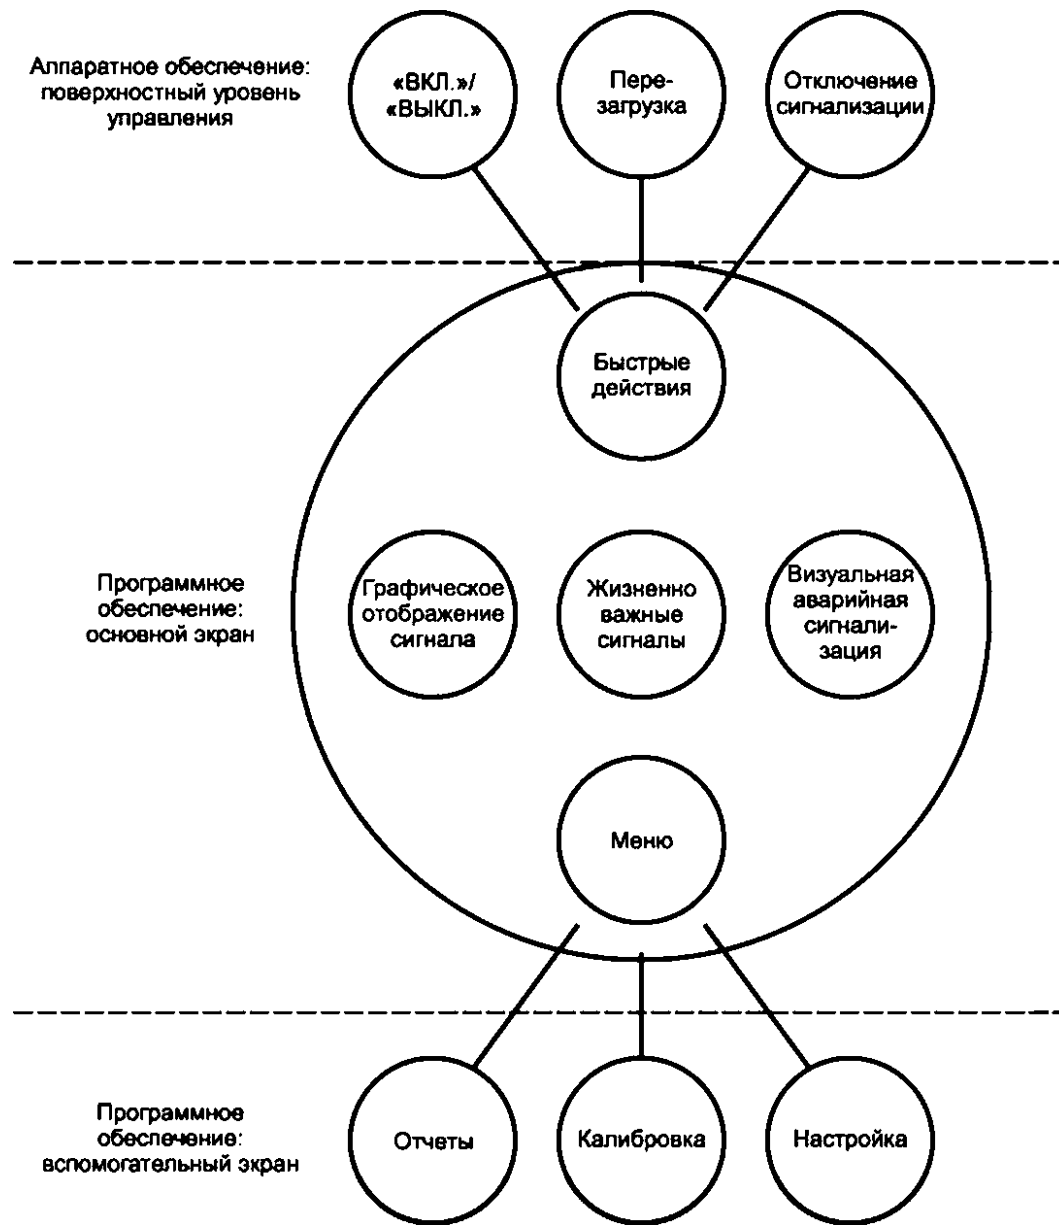 Аппаратное обеспечение:
поверхностный уровень
управления
«ВКЛ.»/
«ВЫКЛ.»
Пере-
загрузка
Отключение
сигнализации
Быстрые
действия
Программное
обеспечение:
основной экран
Графическое
отображение
сигнала
Жизненно
важные
сигналы
Визуальная
аварийная
сигнали-
зация
Меню
Программное
обеспечение:
вспомогательный экран
Отчеты
Калибровка
Настройка